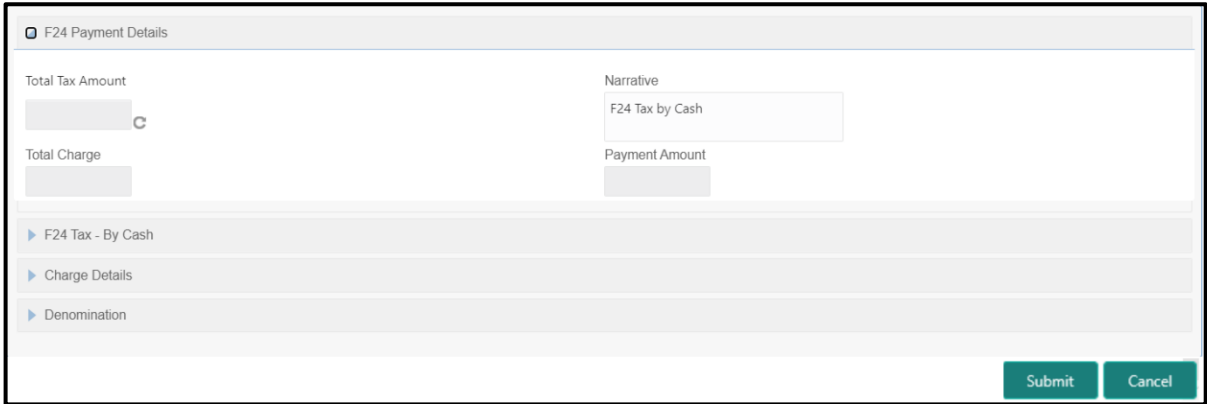 F24 Payment Details
Total Tax Amount
Narrative
F24 Tax by Cash
Total Charge
Payment Amount
F24 Tax - By Cash
Charge Details
Denomination
Submit
Cancel